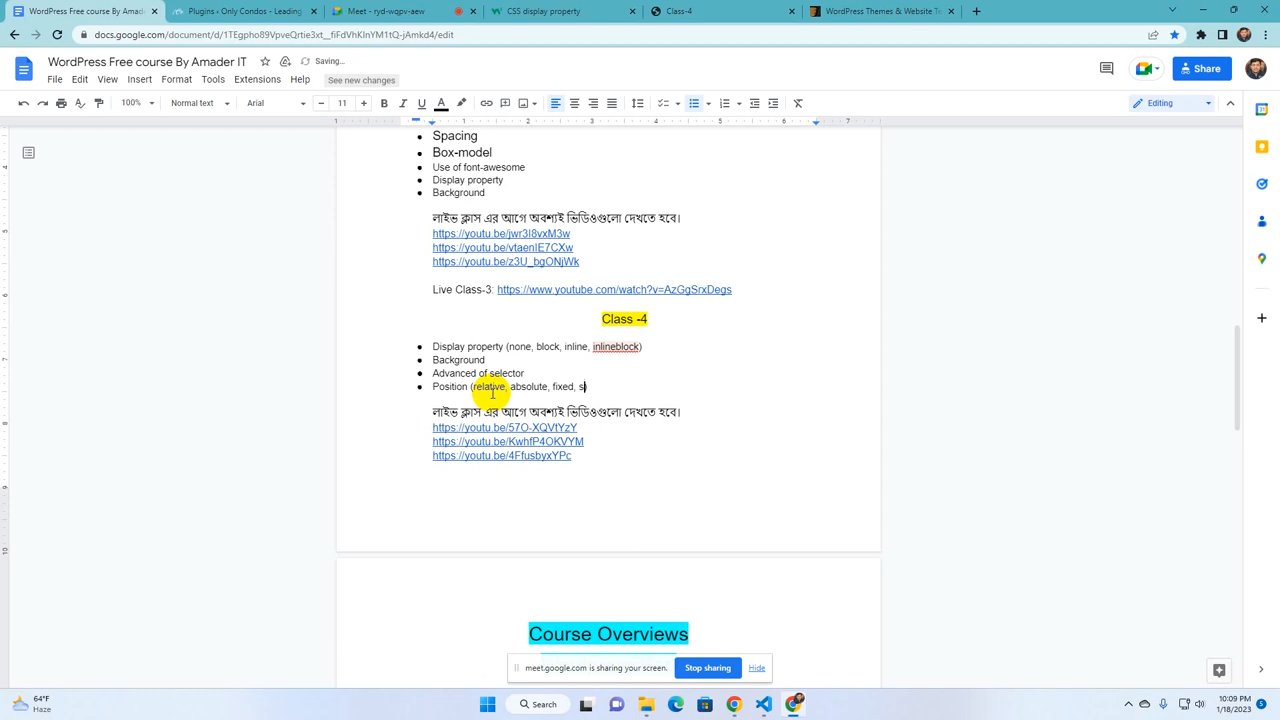 WordPress Free course By Amader IT
Plugins ‹ Only Condos - Leading
Meet - ryd-wgpv-aew
CSS display property
Class-4
WordPress Themes & Website Te
docs.google.com/document/d/1TEgpho89VpveQrtie3xt_fiFdVhKInYM1tQ-jAmkd4/edit
WordPress Free course By Amader IT
Saving...
File Edit View Insert Format Tools Extensions Help
See new changes
Share
100% Normal text Arial 11 Editing
Spacing
Box-model
Use of font-awesome
Display property
Background
লাইভ ক্লাস এর আগে অবশ্যই ভিডিওগুলো দেখতে হবে।
https://youtu.be/jwr3I8vxM3w
https://youtu.be/vtaenIE7CXw
https://youtu.be/z3U_bgONjWk
Live Class-3: https://www.youtube.com/watch?v=AzGgSrxDegs
Class -4
Display property (none, block, inline, inlineblock)
Background
Advanced of selector
Position (relative, absolute, fixed, s)
লাইভ ক্লাস এর আগে অবশ্যই ভিডিওগুলো দেখতে হবে।
https://youtu.be/57O-XQVtYzY
https://youtu.be/KwhfP4OKVYM
https://youtu.be/4FfusbyxYPc
Course Overviews
meet.google.com is sharing your screen.
Stop sharing
Hide
64°F
Haze
Search
10:09 PM
1/18/2023